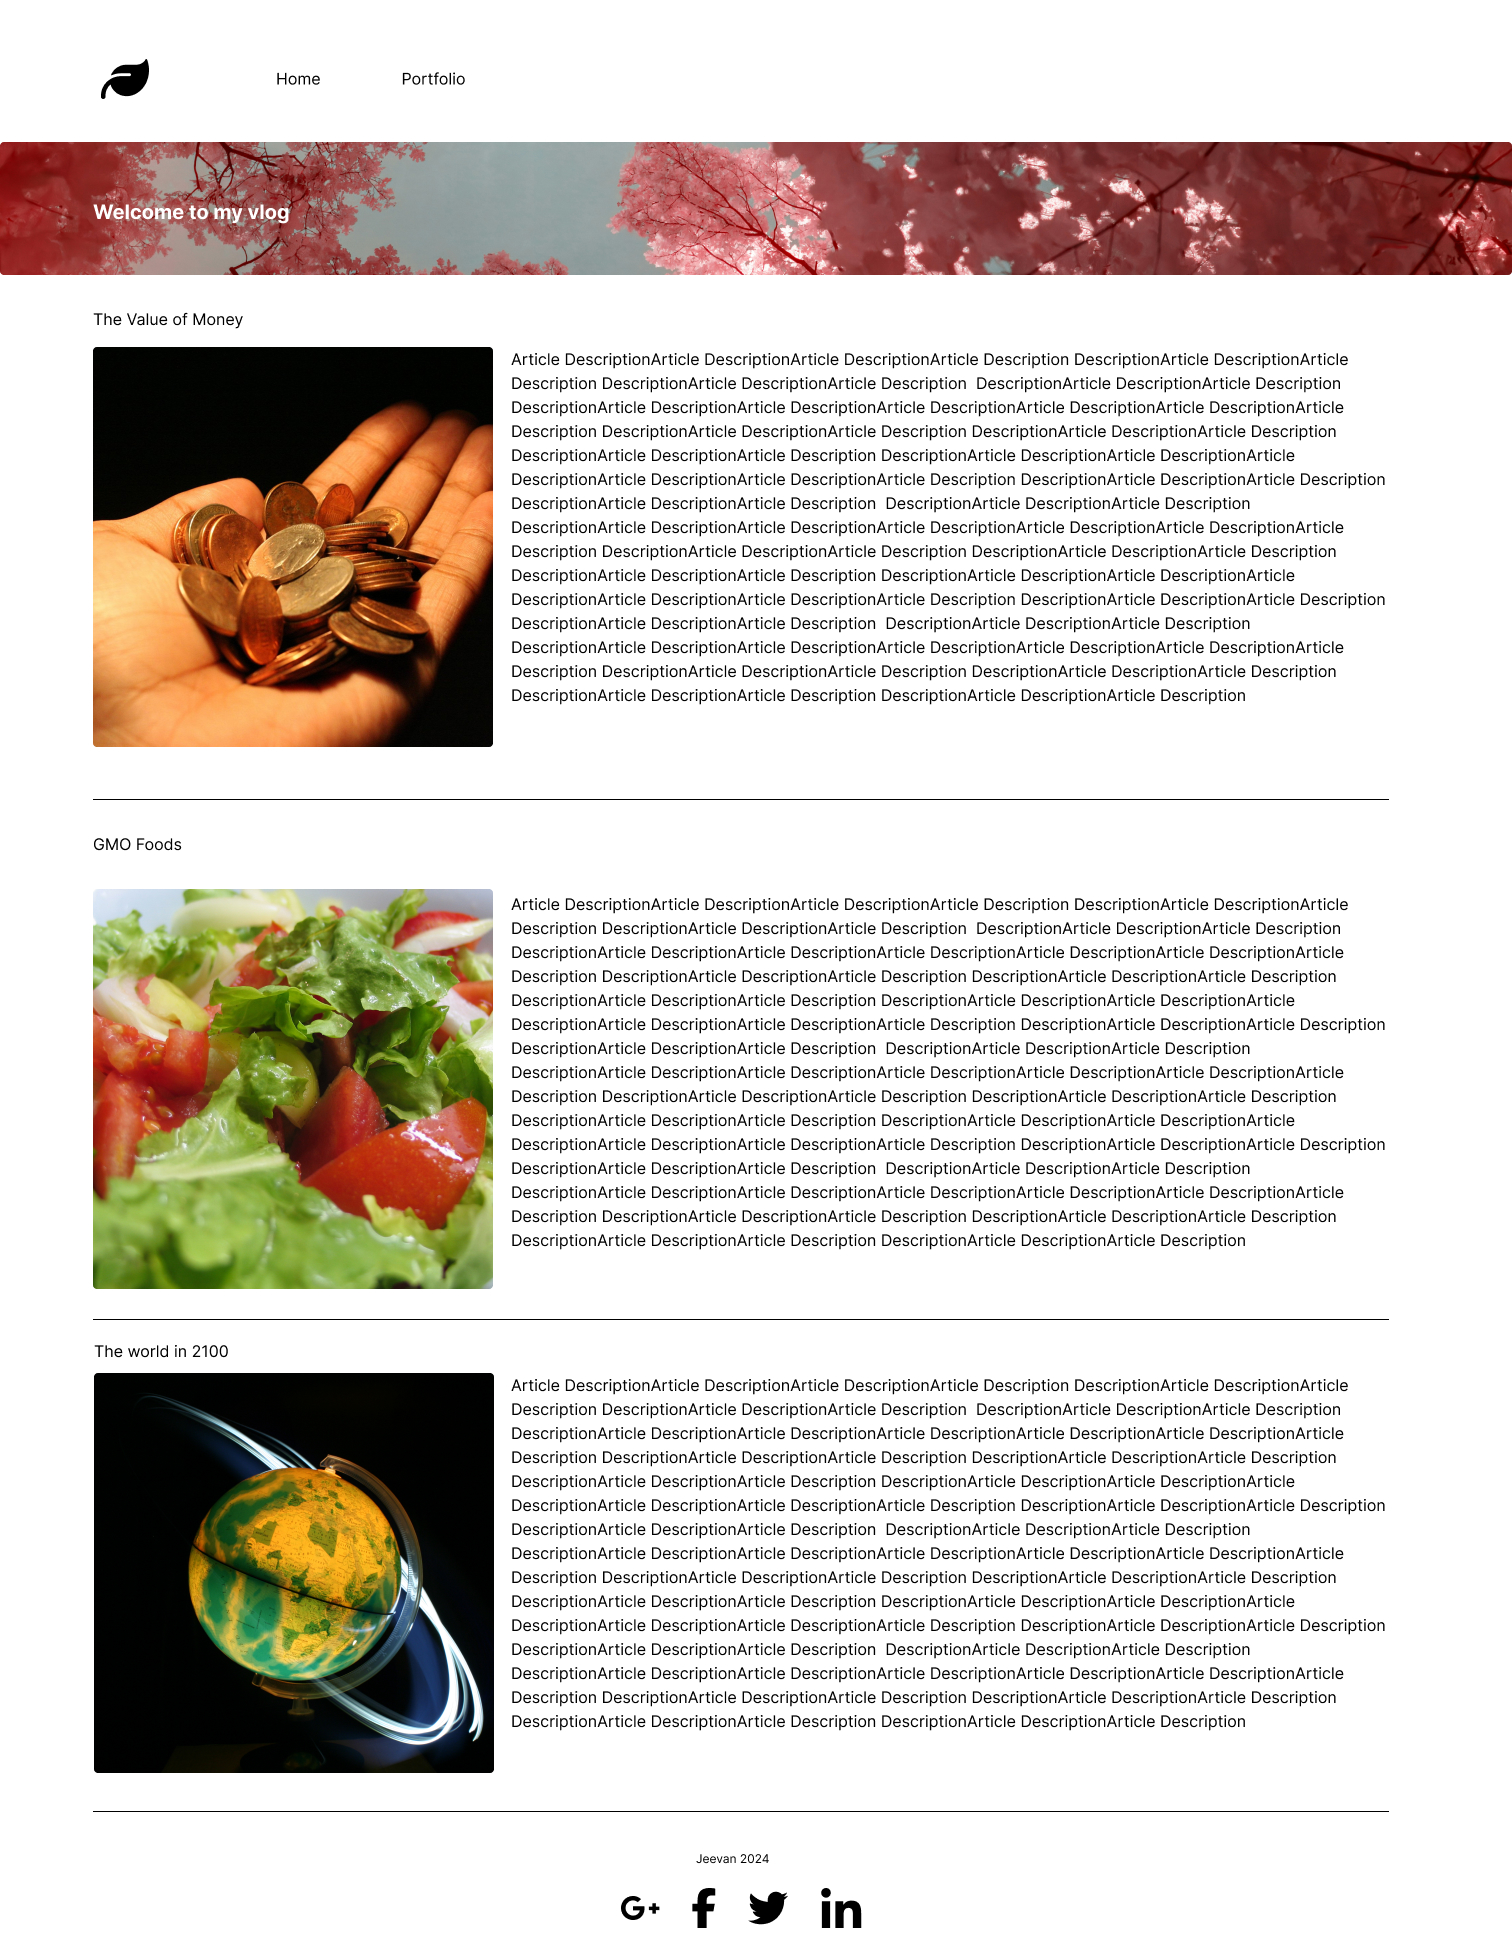 Home
Portfolio
Welcome to my vlog
The Value of Money
Article DescriptionArticle DescriptionArticle DescriptionArticle Description DescriptionArticle DescriptionArticle
Description DescriptionArticle DescriptionArticle Description  DescriptionArticle DescriptionArticle Description
DescriptionArticle DescriptionArticle DescriptionArticle DescriptionArticle DescriptionArticle DescriptionArticle
Description DescriptionArticle DescriptionArticle Description DescriptionArticle DescriptionArticle Description
DescriptionArticle DescriptionArticle Description DescriptionArticle DescriptionArticle DescriptionArticle
DescriptionArticle DescriptionArticle DescriptionArticle Description DescriptionArticle DescriptionArticle Description
DescriptionArticle DescriptionArticle Description  DescriptionArticle DescriptionArticle Description
DescriptionArticle DescriptionArticle DescriptionArticle DescriptionArticle DescriptionArticle DescriptionArticle
Description DescriptionArticle DescriptionArticle Description DescriptionArticle DescriptionArticle Description
DescriptionArticle DescriptionArticle Description DescriptionArticle DescriptionArticle DescriptionArticle
DescriptionArticle DescriptionArticle DescriptionArticle Description DescriptionArticle DescriptionArticle Description
DescriptionArticle DescriptionArticle Description  DescriptionArticle DescriptionArticle Description
DescriptionArticle DescriptionArticle DescriptionArticle DescriptionArticle DescriptionArticle DescriptionArticle
Description DescriptionArticle DescriptionArticle Description DescriptionArticle DescriptionArticle Description
DescriptionArticle DescriptionArticle Description DescriptionArticle DescriptionArticle Description
GMO Foods
Article DescriptionArticle DescriptionArticle DescriptionArticle Description DescriptionArticle DescriptionArticle
Description DescriptionArticle DescriptionArticle Description  DescriptionArticle DescriptionArticle Description
DescriptionArticle DescriptionArticle DescriptionArticle DescriptionArticle DescriptionArticle DescriptionArticle
Description DescriptionArticle DescriptionArticle Description DescriptionArticle DescriptionArticle Description
DescriptionArticle DescriptionArticle Description DescriptionArticle DescriptionArticle DescriptionArticle
DescriptionArticle DescriptionArticle DescriptionArticle Description DescriptionArticle DescriptionArticle Description
DescriptionArticle DescriptionArticle Description  DescriptionArticle DescriptionArticle Description
DescriptionArticle DescriptionArticle DescriptionArticle DescriptionArticle DescriptionArticle DescriptionArticle
Description DescriptionArticle DescriptionArticle Description DescriptionArticle DescriptionArticle Description
DescriptionArticle DescriptionArticle Description DescriptionArticle DescriptionArticle DescriptionArticle
DescriptionArticle DescriptionArticle DescriptionArticle Description DescriptionArticle DescriptionArticle Description
DescriptionArticle DescriptionArticle Description  DescriptionArticle DescriptionArticle Description
DescriptionArticle DescriptionArticle DescriptionArticle DescriptionArticle DescriptionArticle DescriptionArticle
Description DescriptionArticle DescriptionArticle Description DescriptionArticle DescriptionArticle Description
DescriptionArticle DescriptionArticle Description DescriptionArticle DescriptionArticle Description
The world in 2100
Article DescriptionArticle DescriptionArticle DescriptionArticle Description DescriptionArticle DescriptionArticle
Description DescriptionArticle DescriptionArticle Description  DescriptionArticle DescriptionArticle Description
DescriptionArticle DescriptionArticle DescriptionArticle DescriptionArticle DescriptionArticle DescriptionArticle
Description DescriptionArticle DescriptionArticle Description DescriptionArticle DescriptionArticle Description
DescriptionArticle DescriptionArticle Description DescriptionArticle DescriptionArticle DescriptionArticle
DescriptionArticle DescriptionArticle DescriptionArticle Description DescriptionArticle DescriptionArticle Description
DescriptionArticle DescriptionArticle Description  DescriptionArticle DescriptionArticle Description
DescriptionArticle DescriptionArticle DescriptionArticle DescriptionArticle DescriptionArticle DescriptionArticle
Description DescriptionArticle DescriptionArticle Description DescriptionArticle DescriptionArticle Description
DescriptionArticle DescriptionArticle Description DescriptionArticle DescriptionArticle DescriptionArticle
DescriptionArticle DescriptionArticle DescriptionArticle Description DescriptionArticle DescriptionArticle Description
DescriptionArticle DescriptionArticle Description  DescriptionArticle DescriptionArticle Description
DescriptionArticle DescriptionArticle DescriptionArticle DescriptionArticle DescriptionArticle DescriptionArticle
Description DescriptionArticle DescriptionArticle Description DescriptionArticle DescriptionArticle Description
DescriptionArticle DescriptionArticle Description DescriptionArticle DescriptionArticle Description
Jeevan 2024